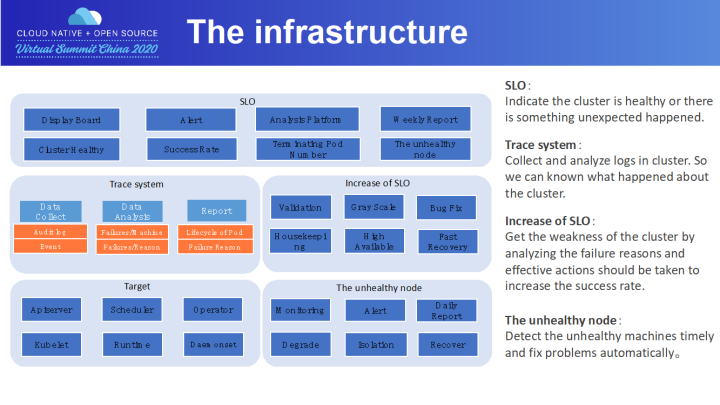 CLOUD NATIVE + OPEN SOURCE
Virtual Summit China 2020
The infrastructure
SLO
Display Board
Alert
Analysis Platform
Weekly Report
Cluster Healthy
Success Rate
Terminating Pod
Number
The unhealthy
node
Trace system
Data
Collect
Data
Analysis
Report
Audit log
Failures/Machine
Lifecycle of Pod
Event
Failures/Reason
Failure Reason
Increase of SLO
Validation
Gray Scale
Bug Fix
Housekeepi
ng
High
Available
Fast
Recovery
Target
Apiserver
Scheduler
Operator
Kubelet
Runtime
Daemonset
The unhealthy node
Monitoring
Alert
Daily
Report
Degrade
Isolation
Recover
SLO:
Indicate the cluster is healthy or there
is something unexpected happened.
Trace system:
Collect and analyze logs in cluster. So
we can known what happened about
the cluster.
Increase of SLO:
Get the weakness of the cluster by
analyzing the failure reasons and
effective actions should be taken to
increase the success rate.
The unhealthy node:
Detect the unhealthy machines timely
and fix problems automatically。